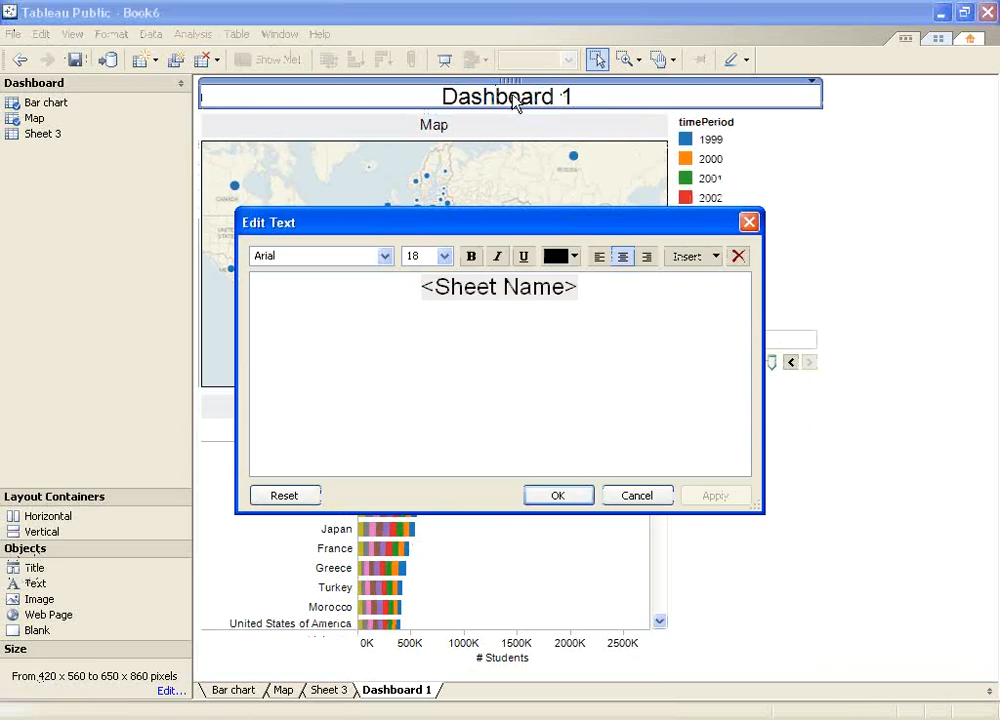 Tableau Public - Book6
File Edit View Format Data Analysis Table Window Help
Show Me!
Dashboard
Bar chart
Map
Sheet 3
Dashboard 1
Map
timePeriod
1999
2000
2001
2002
CANADA
Edit Text
Arial 18 B I U Insert
<Sheet Name>
Reset OK Cancel Apply
Layout Containers
Horizontal
Vertical
Objects
Title
Text
Image
Web Page
Blank
Size
From 420 x 560 to 650 x 860 pixels
Edit...
Japan
France
Greece
Turkey
Morocco
United States of America
0K 500K 1000K 1500K 2000K 2500K
# Students
Bar chart Map Sheet 3 Dashboard 1